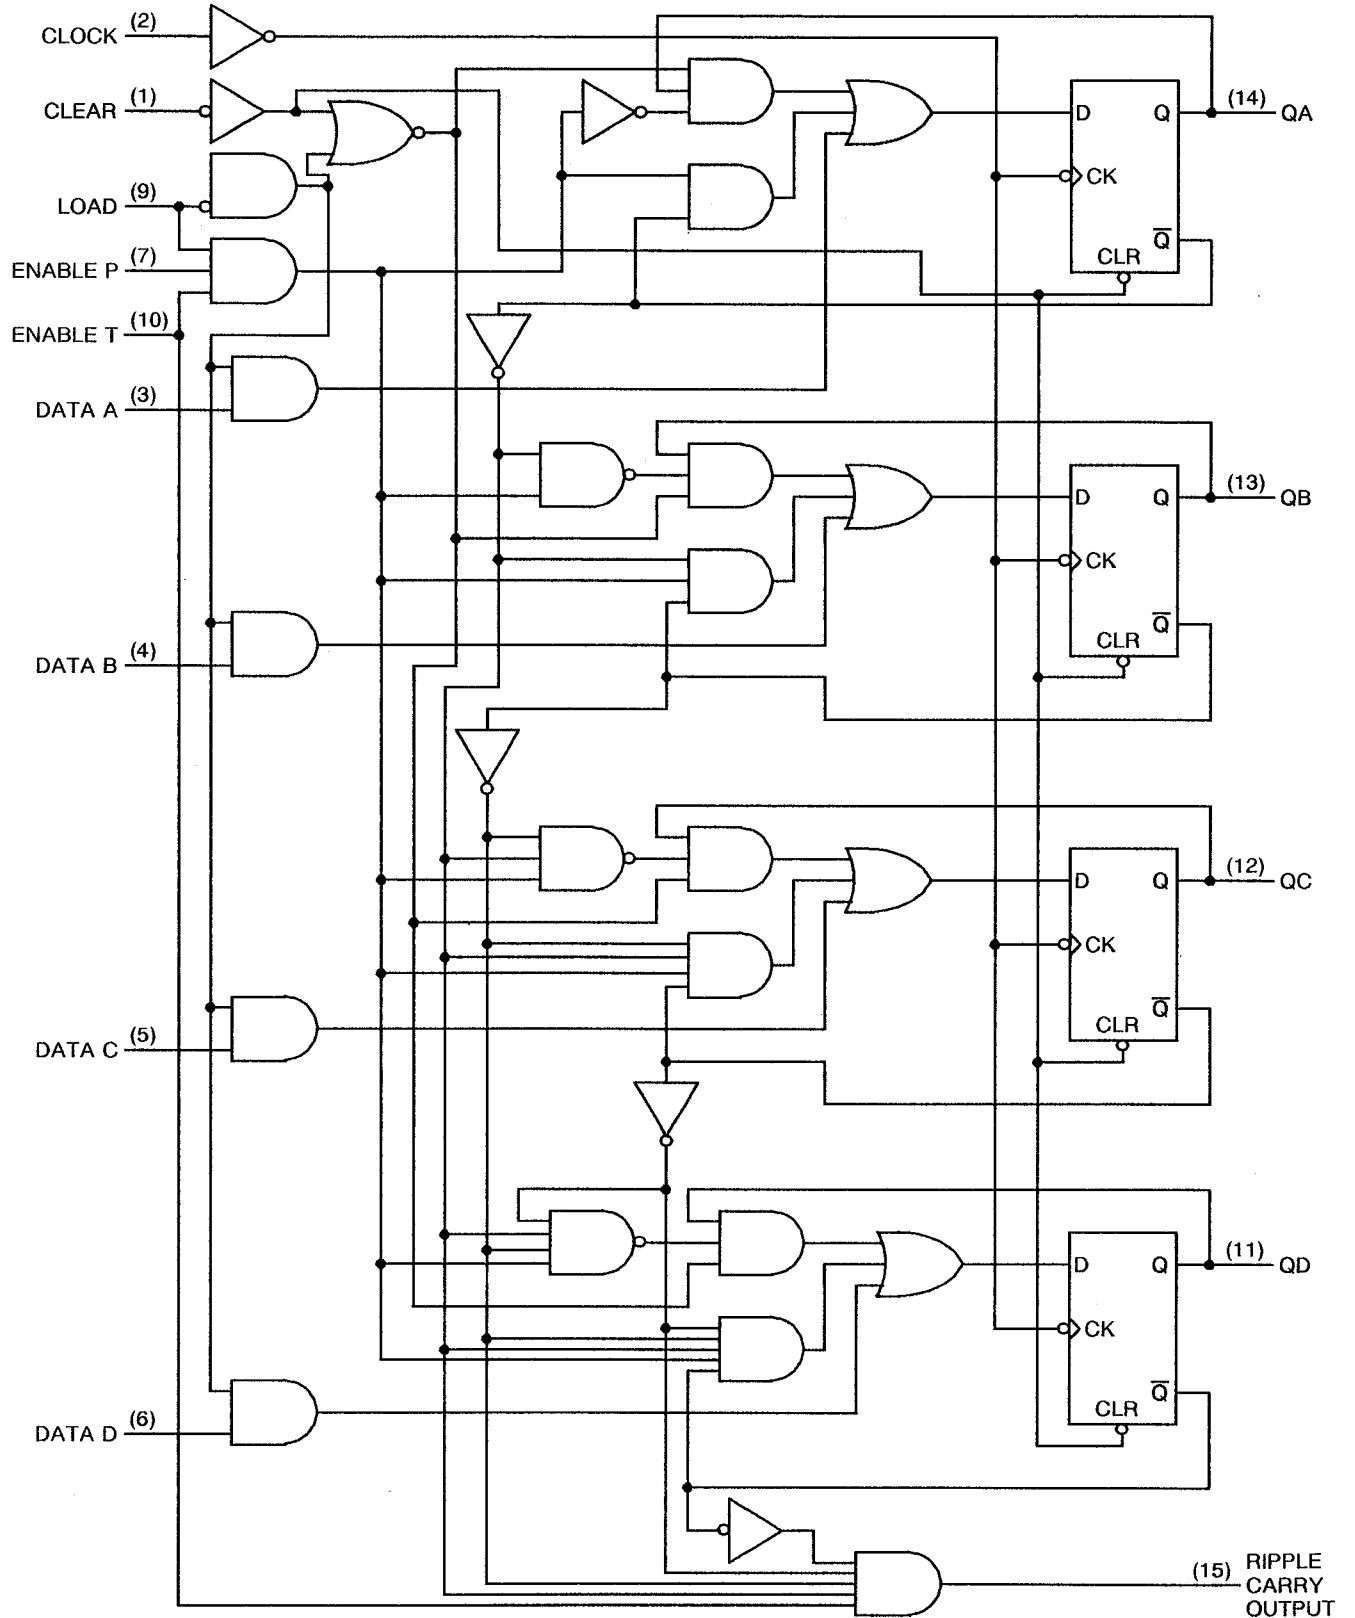 CLOCK (2)
CLEAR (1)
LOAD (9)
ENABLE P (7)
ENABLE T (10)
DATA A (3)
D Q (14) QA
CK
Q̅
CLR
D Q (13) QB
CK
Q̅
CLR
DATA B (4)
D Q (12) QC
CK
Q̅
CLR
DATA C (5)
D Q (11) QD
CK
Q̅
CLR
DATA D (6)
(15) RIPPLE
CARRY
OUTPUT